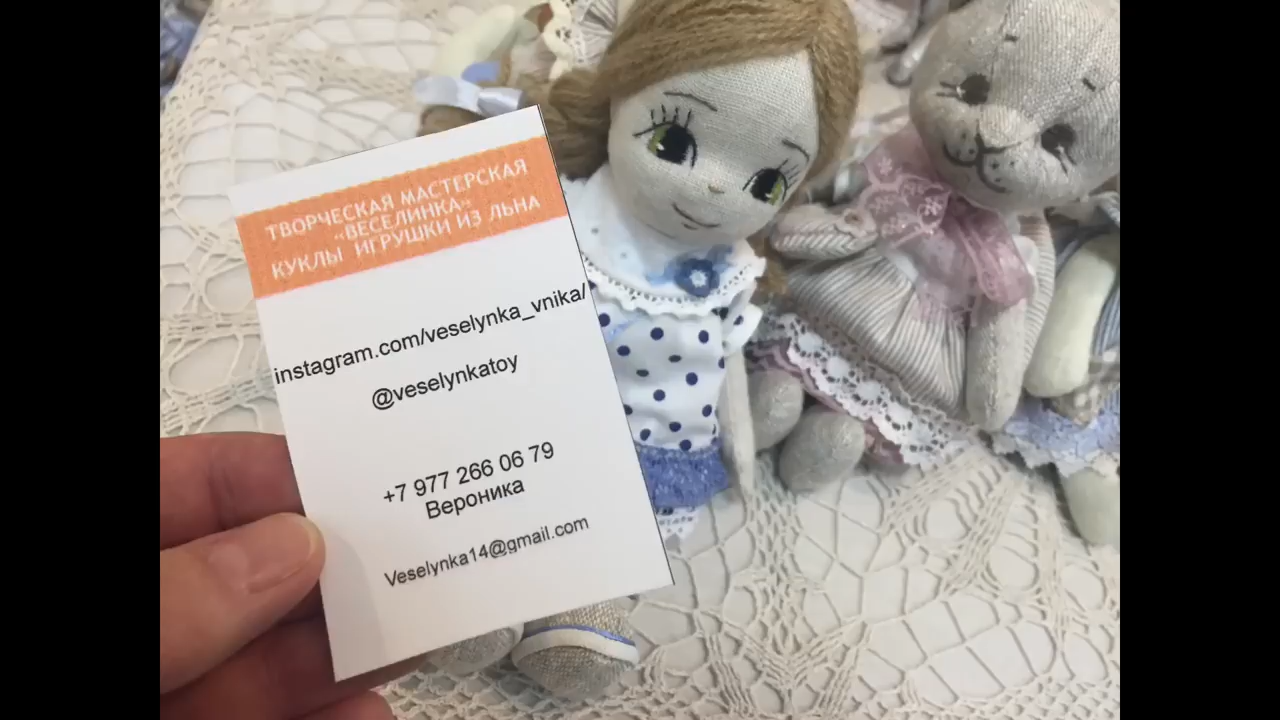 ТВОРЧЕСКАЯ МАСТЕРСКАЯ
"ВЕСЕЛИНКА"
КУКЛЫ ИГРУШКИ ИЗ ЛЬНА
instagram.com/veselynka_vnika/
@veselynkatoy
+7 977 266 06 79
Вероника
Veselynka14@gmail.com